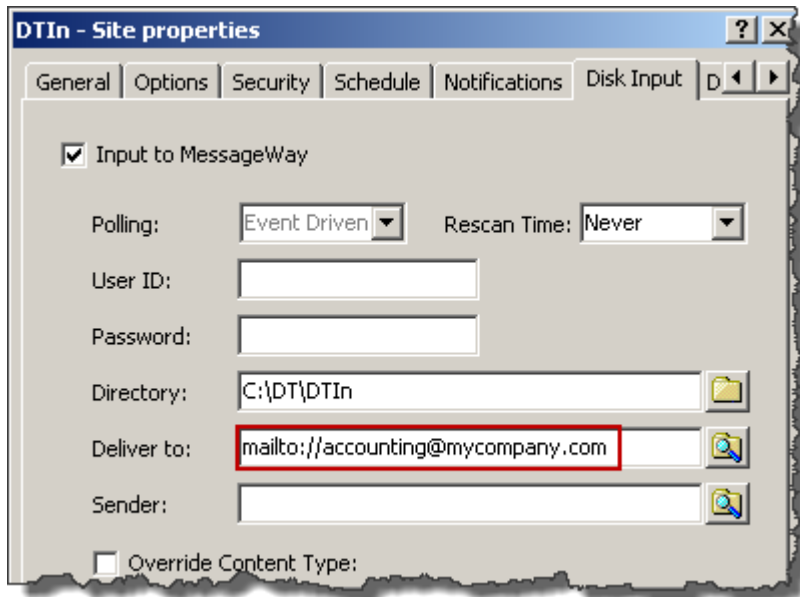 DTIn - Site properties
General Options Security Schedule Notifications Disk Input D
Input to MessageWay
Polling: Event Driven Rescan Time: Never
User ID:
Password:
Directory: C:\DT\DTIn
Deliver to: mailto://accounting@mycompany.com
Sender:
Override Content Type: